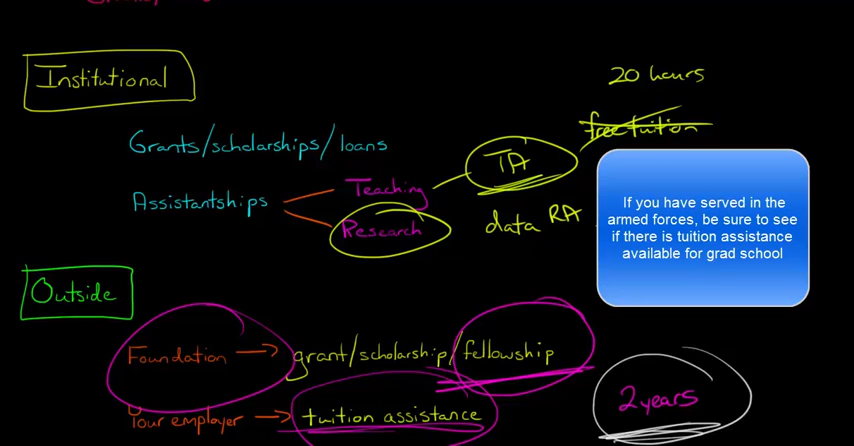 Institutional
20 hours
free tuition
Grants/scholarships/loans
TA
Assistantships
Teaching
Research
data RA
If you have served in the
armed forces, be sure to see
if there is tuition assistance
available for grad school
Outside
Foundation
grant/scholarship/fellowship
2 years
Your employer
tuition assistance